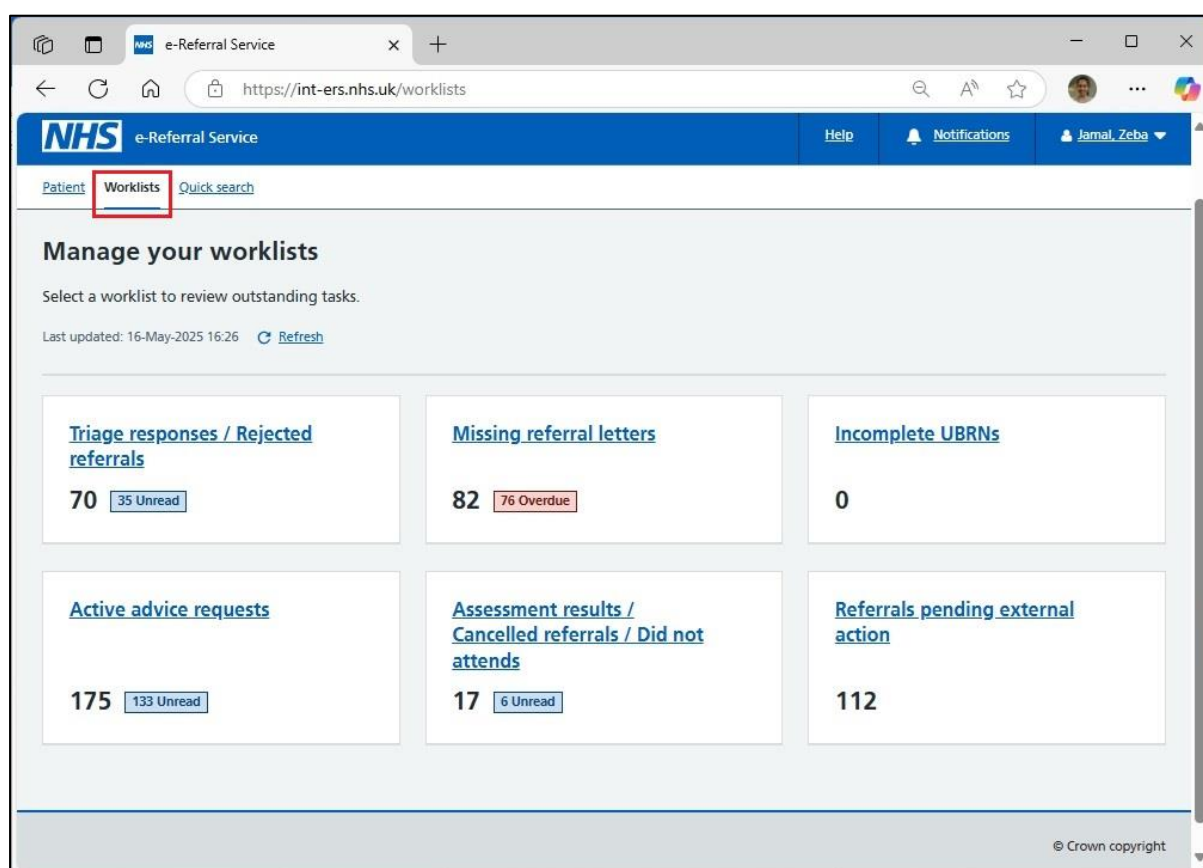 NHS e-Referral Service
https://int-ers.nhs.uk/worklists
NHS e-Referral Service Help Notifications Jamal, Zeba
Patient Worklists Quick search
Manage your worklists
Select a worklist to review outstanding tasks.
Last updated: 16-May-2025 16:26 Refresh
Triage responses / Rejected
referrals
70 35 Unread
Missing referral letters
82 76 Overdue
Incomplete UBRNs
0
Active advice requests
175 133 Unread
Assessment results /
Cancelled referrals / Did not
attends
17 6 Unread
Referrals pending external
action
112
© Crown copyright